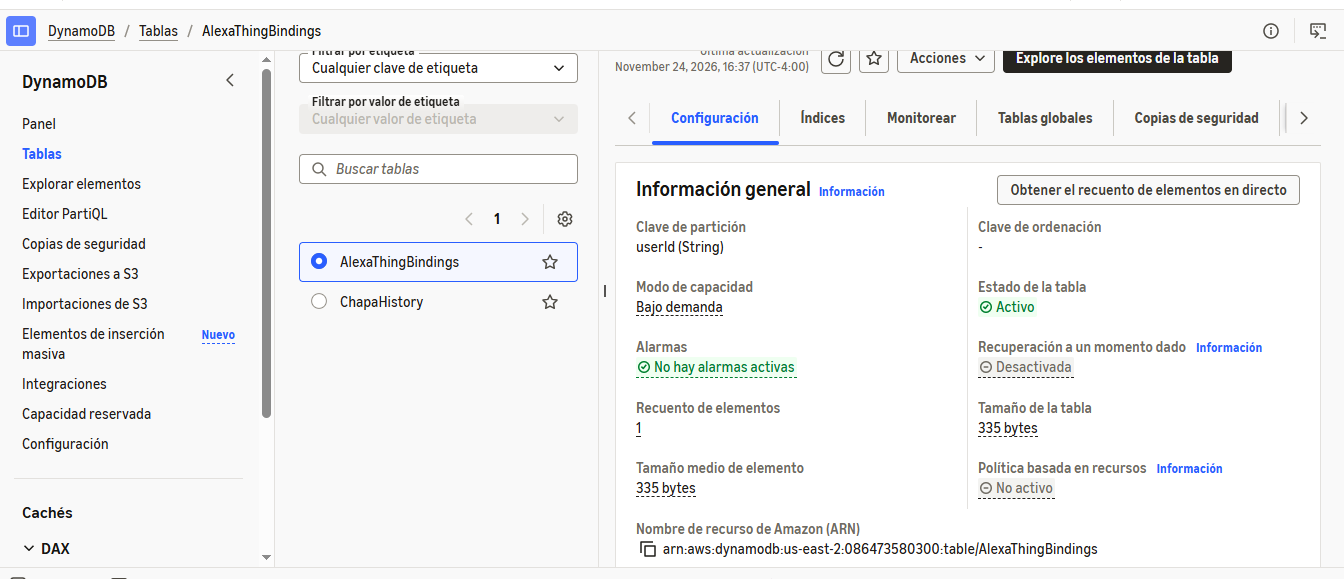 DynamoDB / Tablas / AlexaThingBindings
DynamoDB
Panel
Tablas
Explorar elementos
Editor PartiQL
Copias de seguridad
Exportaciones a S3
Importaciones de S3
Elementos de inserción masiva
Nuevo
Integraciones
Capacidad reservada
Configuración
Cachés
DAX
Filtrar por etiqueta
Cualquier clave de etiqueta
Filtrar por valor de etiqueta
Cualquier valor de etiqueta
Buscar tablas
1
AlexaThingBindings
ChapaHistory
Última actualización
November 24, 2026, 16:37 (UTC-4:00)
Acciones
Explore los elementos de la tabla
Configuración
Índices
Monitorear
Tablas globales
Copias de seguridad
Información general Información
Obtener el recuento de elementos en directo
Clave de partición
userId (String)
Clave de ordenación
-
Modo de capacidad
Bajo demanda
Estado de la tabla
Activo
Alarmas
No hay alarmas activas
Recuperación a un momento dado Información
Desactivada
Recuento de elementos
1
Tamaño de la tabla
335 bytes
Tamaño medio de elemento
335 bytes
Política basada en recursos Información
No activo
Nombre de recurso de Amazon (ARN)
arn:aws:dynamodb:us-east-2:086473580300:table/AlexaThingBindings